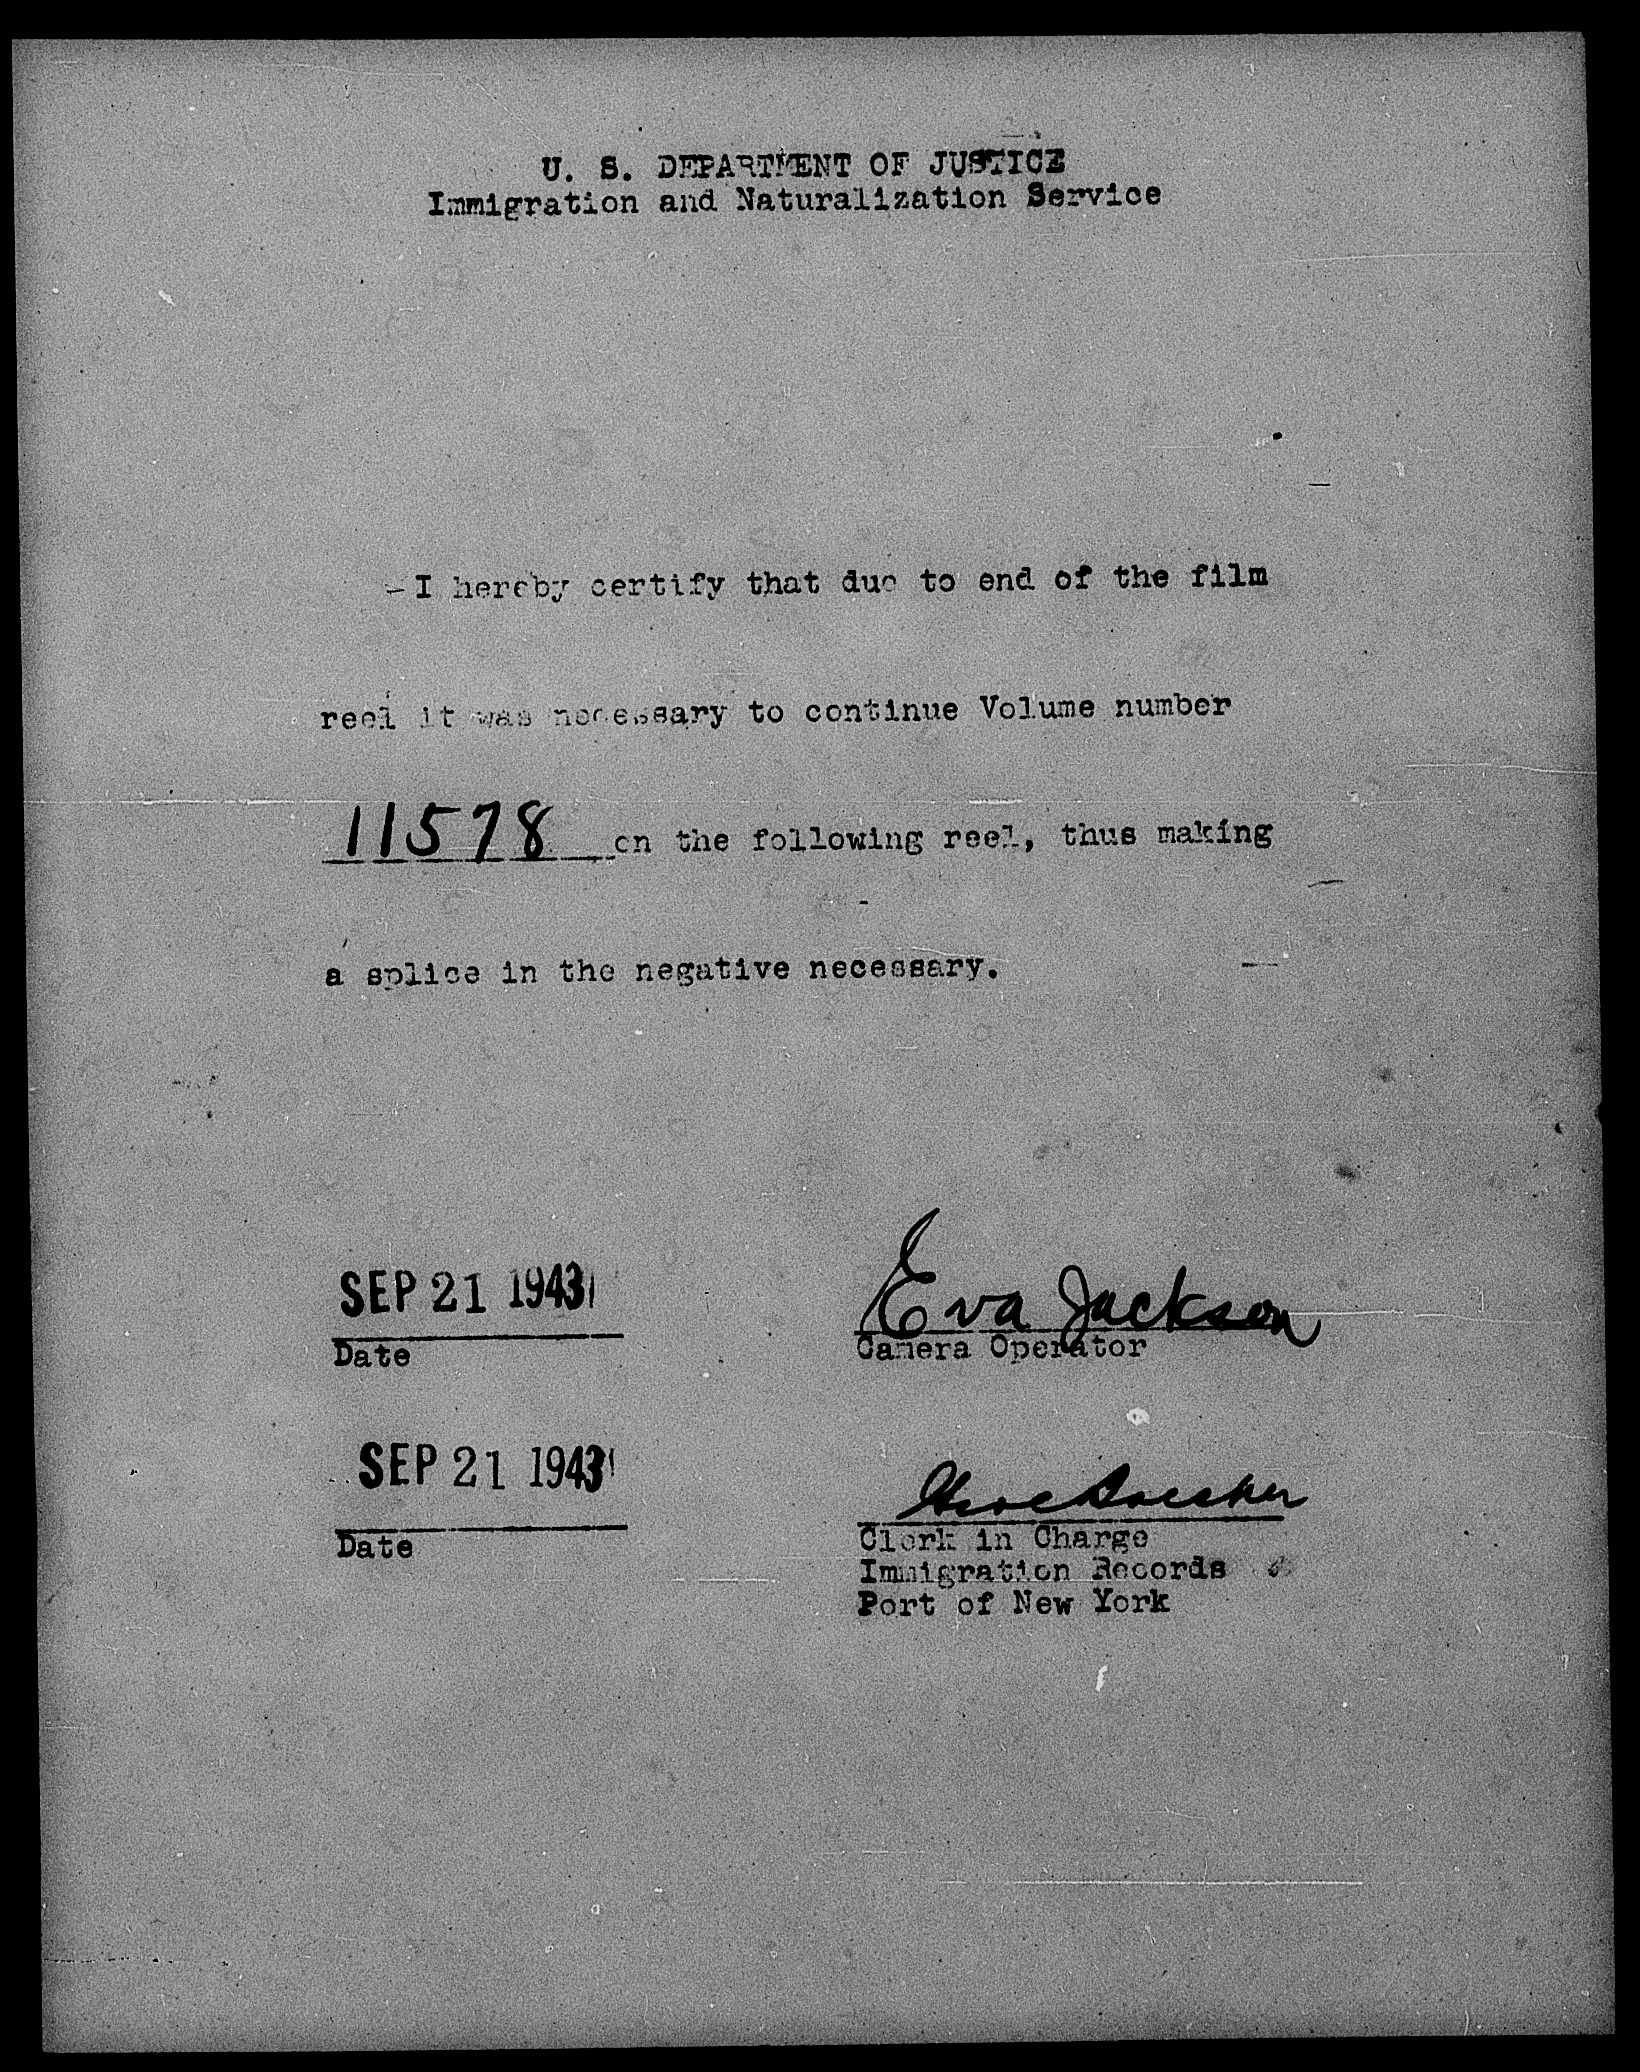 U. S. DEPARTMENT OF JUSTICE
Immigration and Naturalization Service
I hereby certify that due to end of the film
reel it was necessary to continue Volume number
11578 on the following reel, thus making
a splice in the negative necessary.
SEP 21 1943
Eva Jackson
Date
Camera Operator
SEP 21 1943
Date
Clerk in Charge
Immigration Records
Port of New York